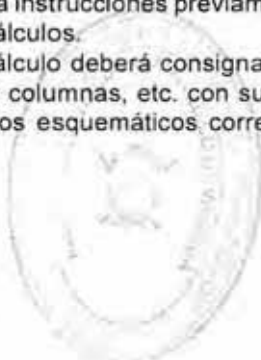 a instrucciones previam
álculos.
álculo deberá consigna
columnas, etc. con su
os esquemáticos corre